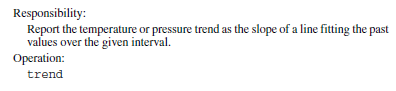 Responsibility:
Report the temperature or pressure trend as the slope of a line fitting the past
values over the given interval.
Operation:
trend